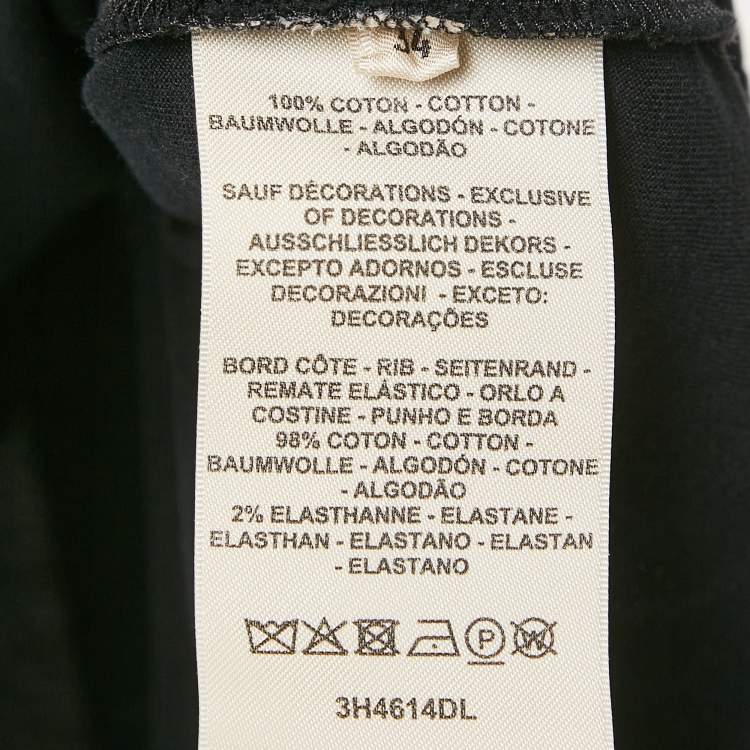 34
100% COTON - COTTON -
BAUMWOLLE - ALGODÓN - COTONE
- ALGODÃO
SAUF DÉCORATIONS - EXCLUSIVE
OF DECORATIONS -
AUSSCHLIESSLICH DEKORS -
EXCEPTO ADORNOS - ESCLUSE
DECORAZIONI - EXCETO:
DECORAÇÕES
BORD CÔTE - RIB - SEITENRAND -
REMATE ELÁSTICO - ORLO A
COSTINE - PUNHO E BORDA
98% COTON - COTTON -
BAUMWOLLE - ALGODÓN - COTONE
- ALGODÃO
2% ELASTHANNE - ELASTANE -
ELASTHAN - ELASTANO - ELASTAN
- ELASTANO
P W
3H4614DL